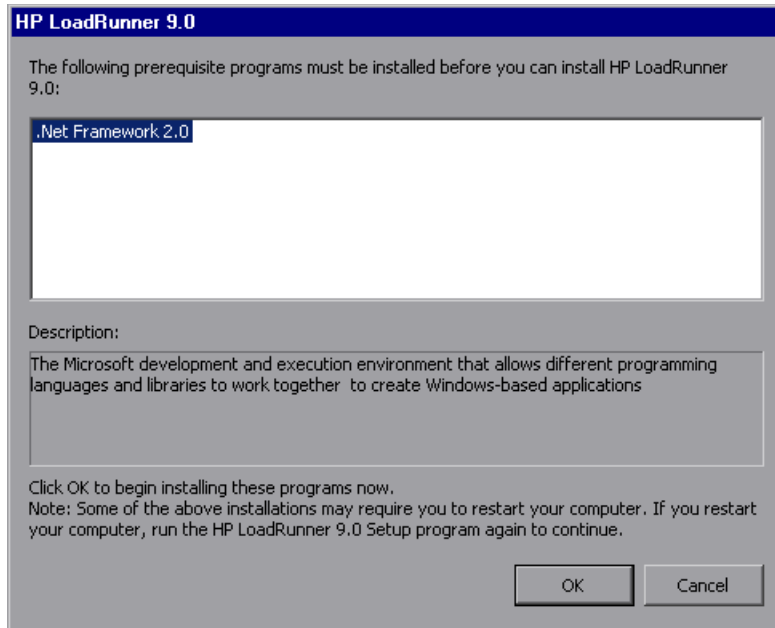 HP LoadRunner 9.0
The following prerequisite programs must be installed before you can install HP LoadRunner
9.0:
.Net Framework 2.0
Description:
The Microsoft development and execution environment that allows different programming
languages and libraries to work together  to create Windows-based applications
Click OK to begin installing these programs now.
Note: Some of the above installations may require you to restart your computer. If you restart
your computer, run the HP LoadRunner 9.0 Setup program again to continue.
OK
Cancel